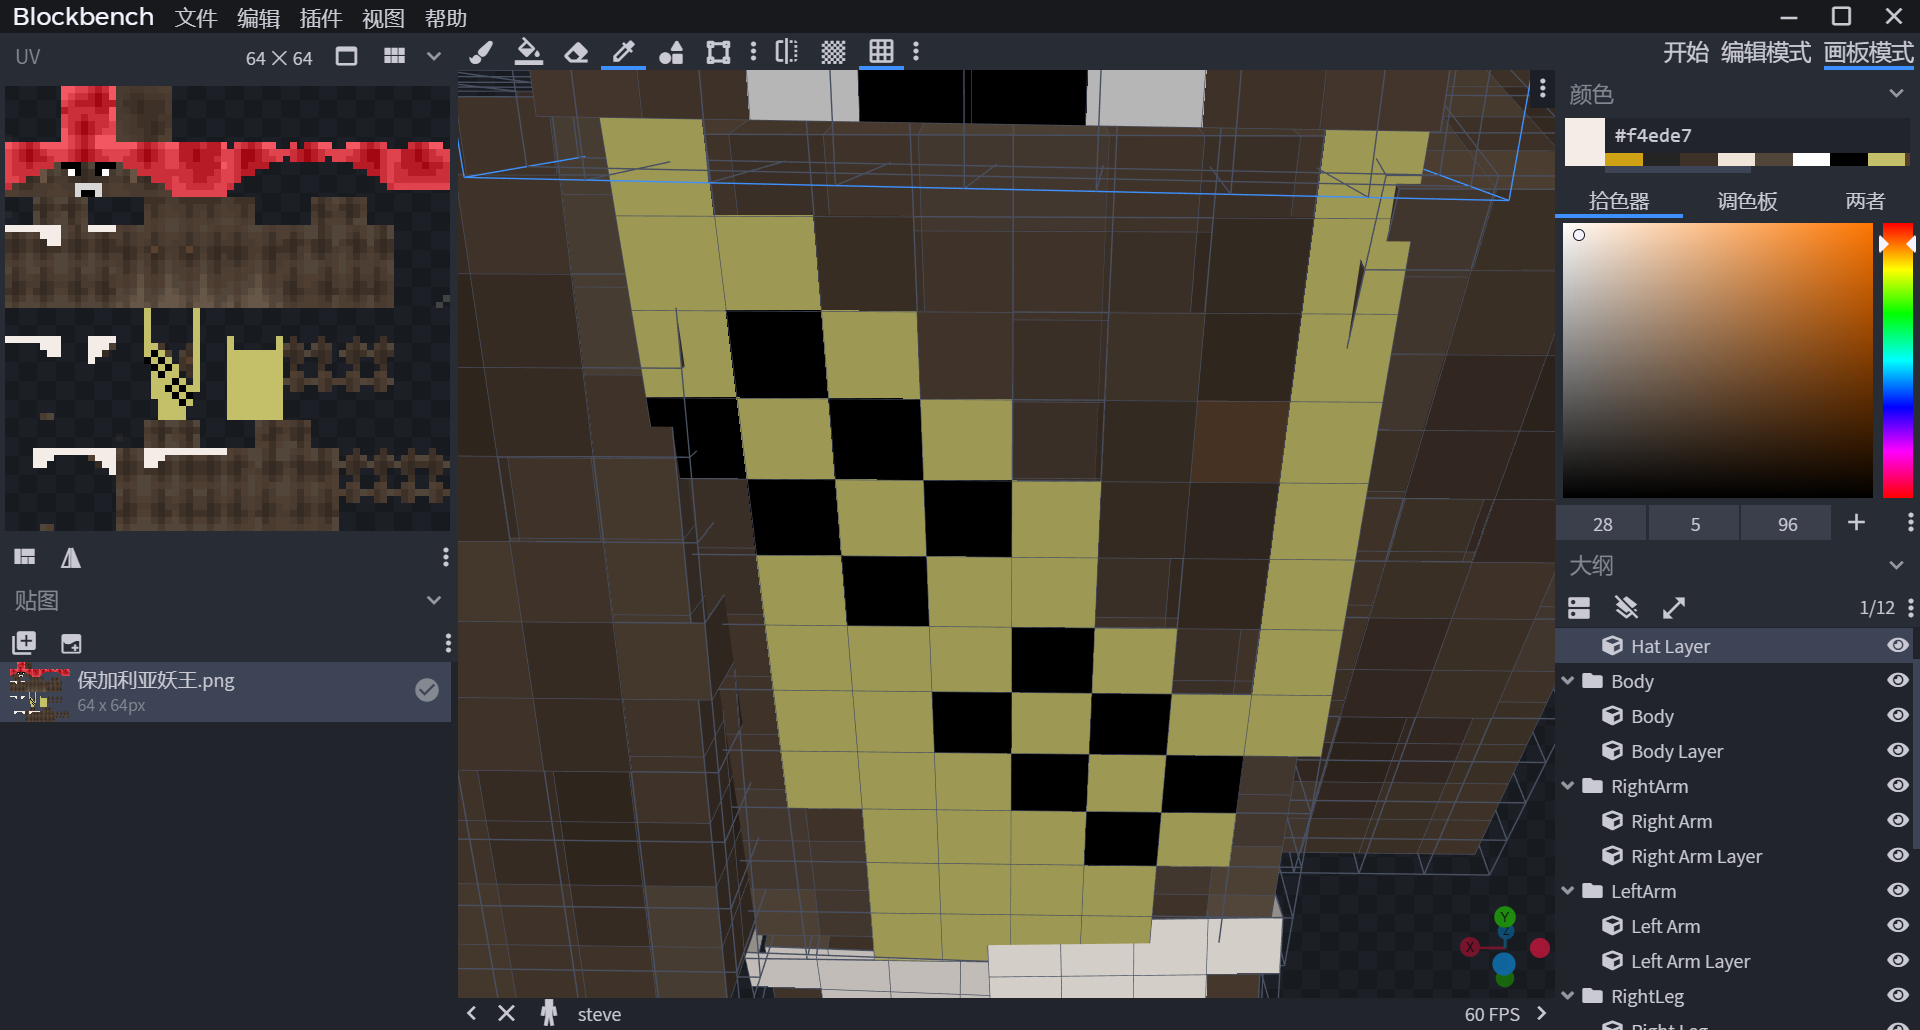 Blockbench 文件 编辑 插件 视图 帮助
UV 64 × 64
开始 编辑模式 画板模式
颜色
#f4ede7
拾色器 调色板 两者
28 5 96
大纲
1/12
Hat Layer
Body
Body
Body Layer
RightArm
Right Arm
Right Arm Layer
LeftArm
Left Arm
Left Arm Layer
RightLeg
Right Leg
贴图
保加利亚妖王.png
64 x 64px
Y
Z
X
steve
60 FPS